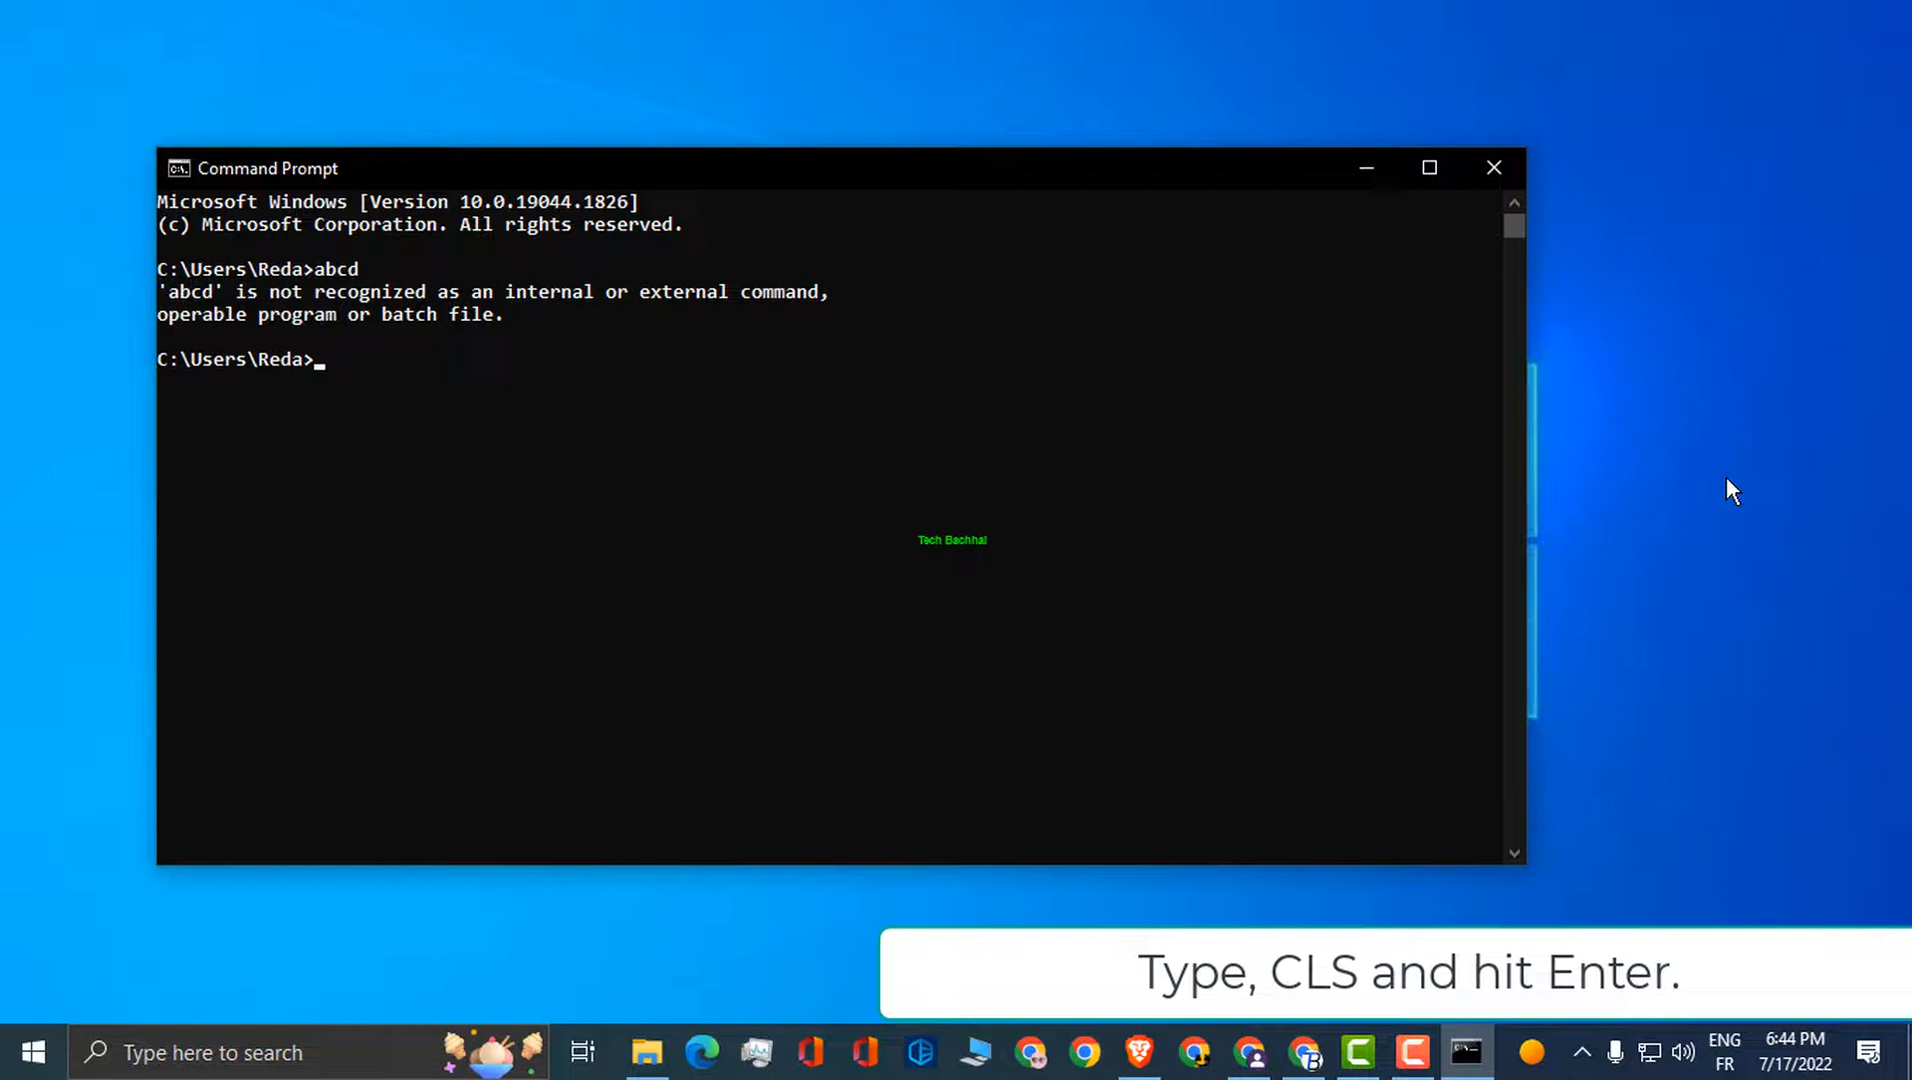 Command Prompt
Microsoft Windows [Version 10.0.19044.1826]
(c) Microsoft Corporation. All rights reserved.
C:\Users\Reda>abcd
'abcd' is not recognized as an internal or external command,
operable program or batch file.
C:\Users\Reda>_
Tech Bachhal
Type, CLS and hit Enter.
Type here to search
ENG
FR
6:44 PM
7/17/2022